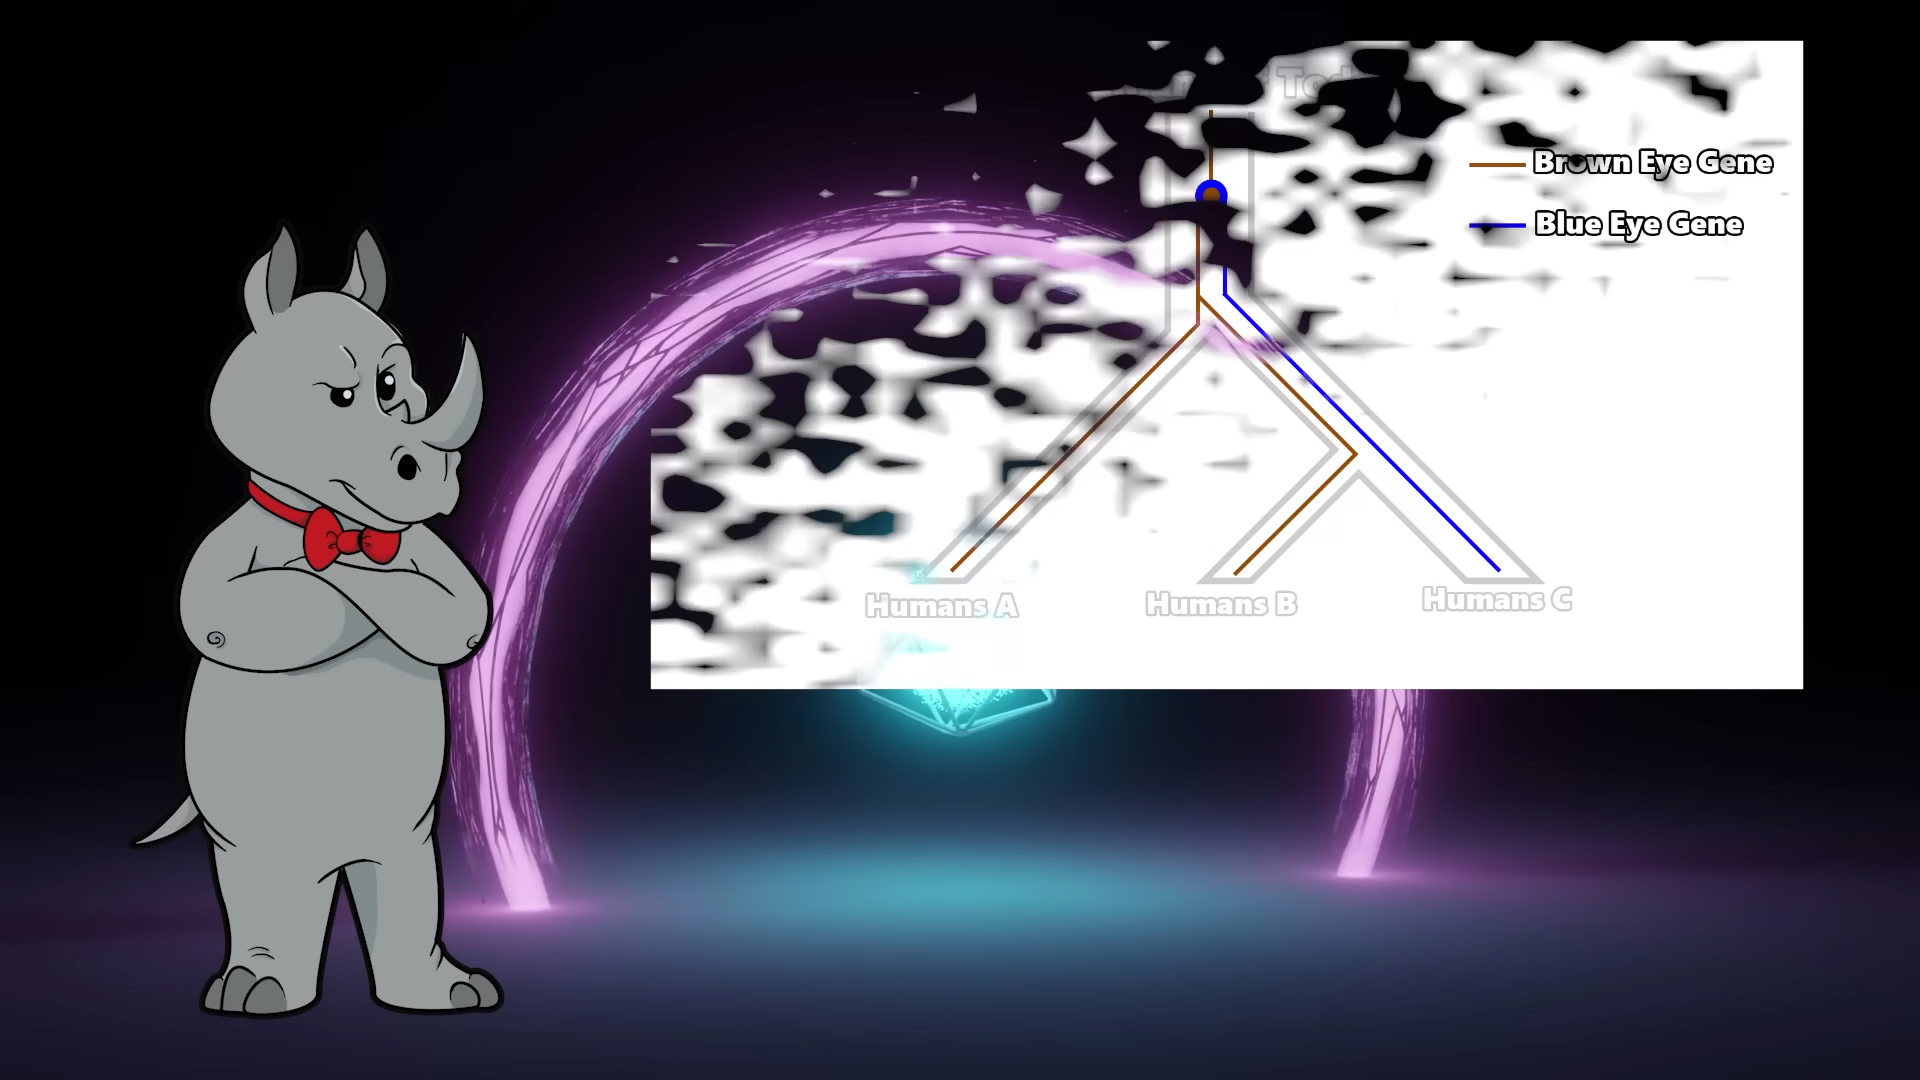 Brown Eye Gene
Blue Eye Gene
Humans A
Humans B
Humans C